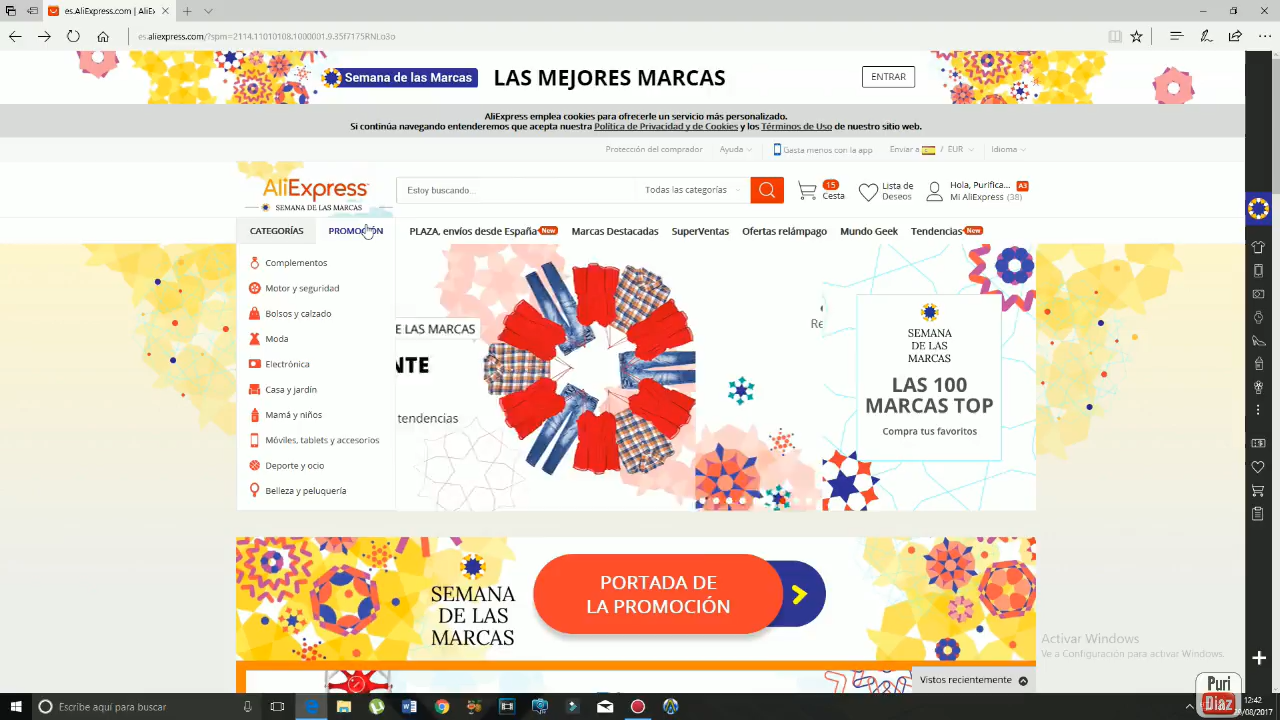 es.AliExpress.com | AliEx
es.aliexpress.com/?spm=2114.11010108.1000001.9.35f7175RNLo3o
Semana de las Marcas LAS MEJORES MARCAS ENTRAR
AliExpress emplea cookies para ofrecerle un servicio más personalizado.
Si continúa navegando entenderemos que acepta nuestra Política de Privacidad y de Cookies y los Términos de Uso de nuestro sitio web.
Protección del comprador Ayuda Gasta menos con la app Enviar a / EUR Idioma
AliExpress
SEMANA DE LAS MARCAS
Estoy buscando... Todas las categorías
15
Cesta
Lista de
Deseos
Hola, Purifica... A3
Mi AliExpress (38)
CATEGORÍAS PROMOCIÓN PLAZA, envíos desde España New Marcas Destacadas SuperVentas Ofertas relámpago Mundo Geek Tendencias New
Complementos
Motor y seguridad
Bolsos y calzado
Moda
Electrónica
Casa y jardín
Mamá y niños
Móviles, tablets y accesorios
Deporte y ocio
Belleza y peluquería
E LAS MARCAS
NTE
tendencias
Re
SEMANA
DE LAS
MARCAS
LAS 100
MARCAS TOP
Compra tus favoritos
SEMANA
DE LAS
MARCAS
PORTADA DE
LA PROMOCIÓN
Activar Windows
Ve a Configuración para activar Windows.
Vistos recientemente
Puri
Diaz
Escribe aquí para buscar
12:42
/08/2017